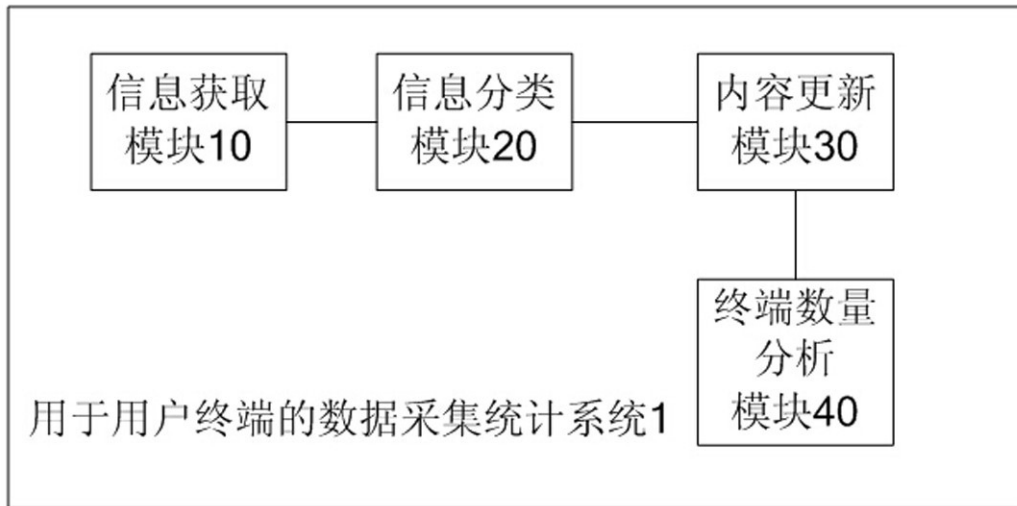 信息获取
模块10
信息分类
模块20
内容更新
模块30
终端数量
分析
模块40
用于用户终端的数据采集统计系统1